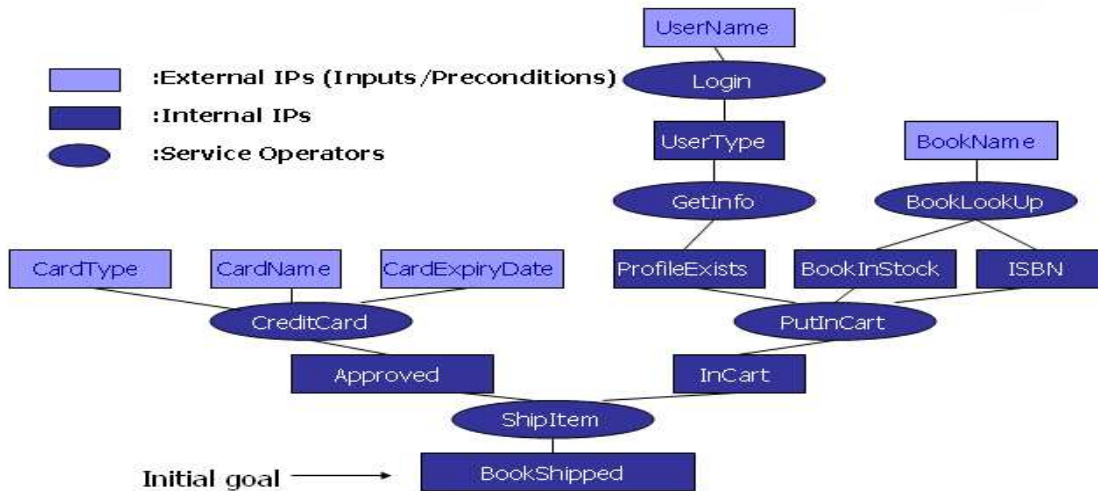 UserName
:External IPs (Inputs/Preconditions)
Login
:Internal IPs
UserType
BookName
:Service Operators
GetInfo
BookLookUp
CardType
CardName
CardExpiryDate
ProfileExists
BookInStock
ISBN
CreditCard
PutInCart
Approved
InCart
ShipItem
BookShipped
Initial goal